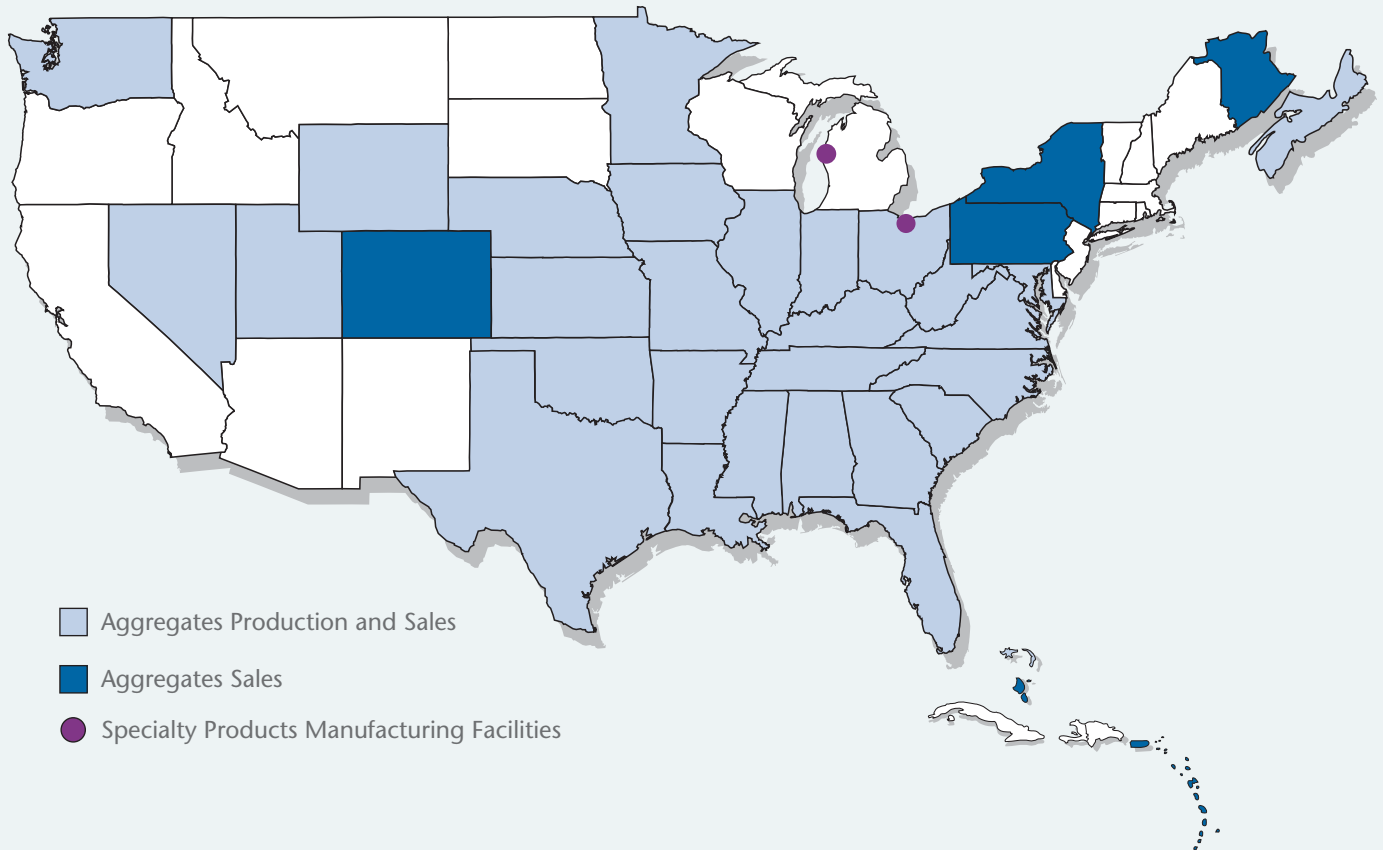 Aggregates Production and Sales
Aggregates Sales
Specialty Products Manufacturing Facilities